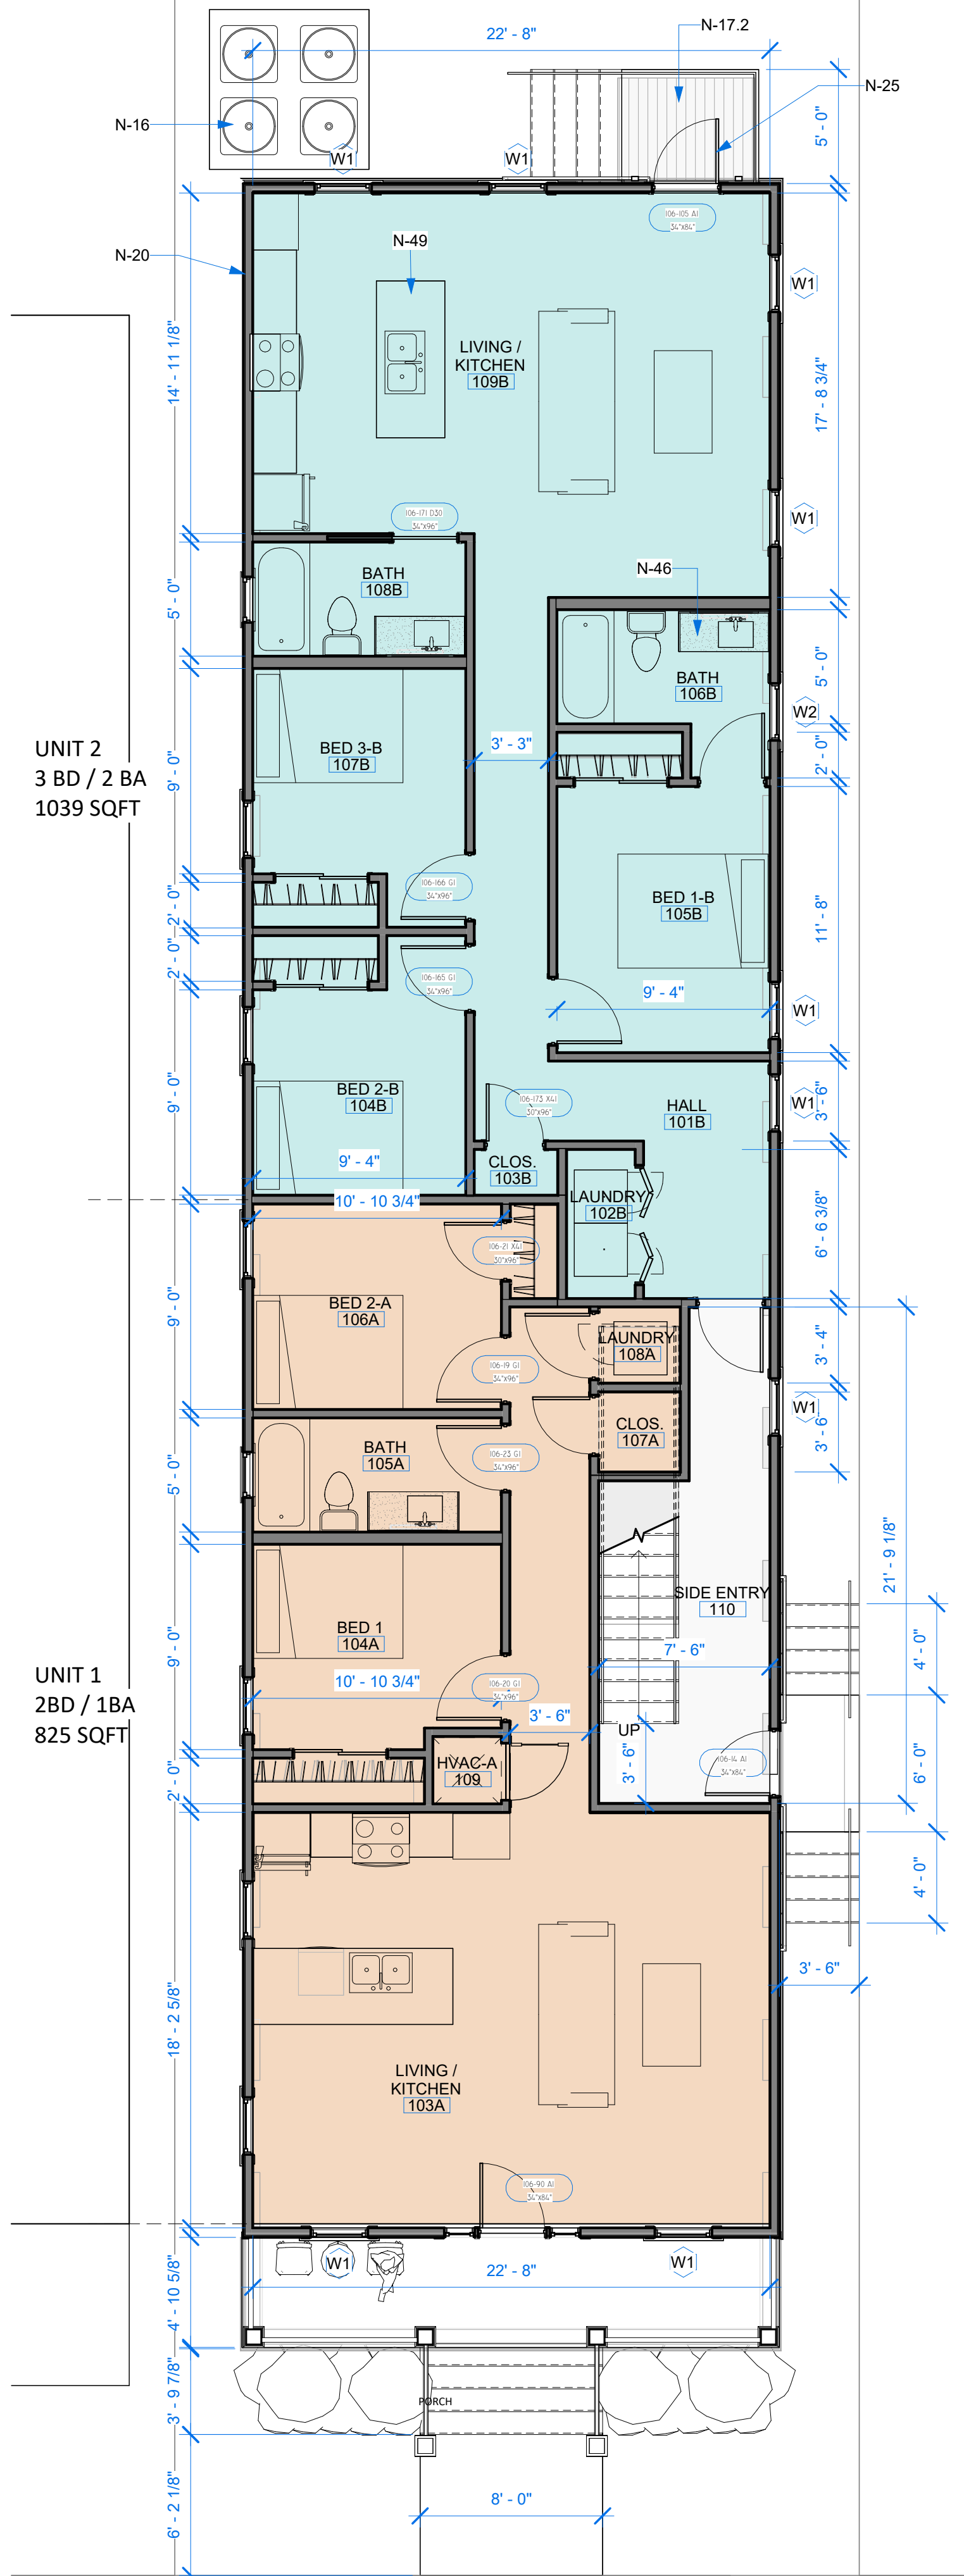 N-17.2
22' - 8"
N-25
N-16
5' - 0"
W1
W1
106-105 A1
34"X84"
N-49
N-20
W1
LIVING /
KITCHEN
109B
14' - 11 1/8"
17' - 8 3/4"
106-171 D30
34"X96"
W1
BATH
108B
N-46
5' - 0"
5' - 0"
BATH
106B
W2
UNIT 2
3 BD / 2 BA
1039 SQFT
BED 3-B
107B
3' - 3"
9' - 0"
2' - 0"
106-166 G1
34"X96"
BED 1-B
105B
2' - 0"
11' - 8"
2' - 0"
106-165 G1
34"X96"
9' - 4"
W1
BED 2-B
104B
9' - 0"
106-173 X41
30"X96"
HALL
101B
W1
3' - 6"
9' - 4"
CLOS.
103B
LAUNDRY
102B
10' - 10 3/4"
6' - 6 3/8"
106-21 X41
30"X96"
BED 2-A
106A
9' - 0"
LAUNDRY
108A
3' - 4"
106-19 G1
34"X96"
W1
CLOS.
107A
3' - 6"
BATH
105A
106-23 G1
34"X96"
5' - 0"
21' - 9 1/8"
SIDE ENTRY
110
BED 1
104A
9' - 0"
7' - 6"
4' - 0"
UNIT 1
2BD / 1BA
825 SQFT
10' - 10 3/4"
106-20 G1
34"X96"
3' - 6"
UP
HVAC-A
109
3' - 6"
106-14 A1
34"X84"
6' - 0"
2' - 0"
4' - 0"
3' - 6"
18' - 2 5/8"
LIVING /
KITCHEN
103A
106-90 A1
34"X84"
W1
W1
22' - 8"
4' - 10 5/8"
3' - 9 7/8"
PORCH
6' - 2 1/8"
8' - 0"